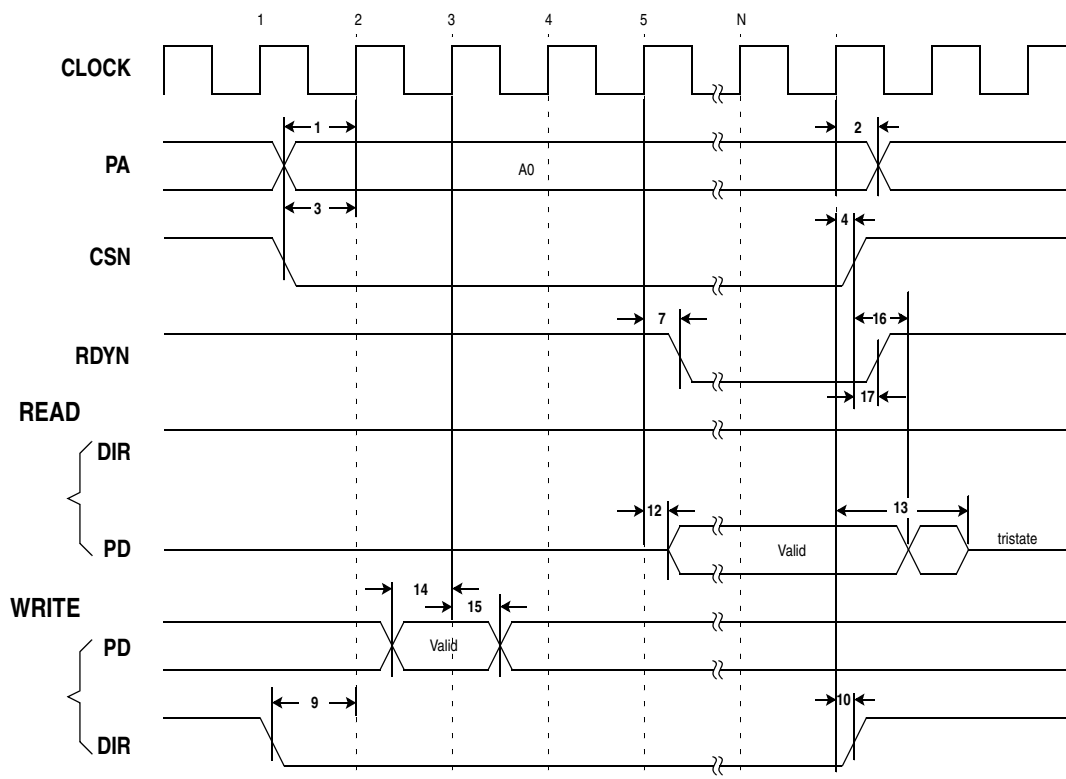 1 2 3 4 5 N
CLOCK
1 2
PA A0
3 4
CSN
7 16
RDYN
17
READ
DIR
12 13
PD Valid tristate
14
WRITE 15
PD Valid
9 10
DIR